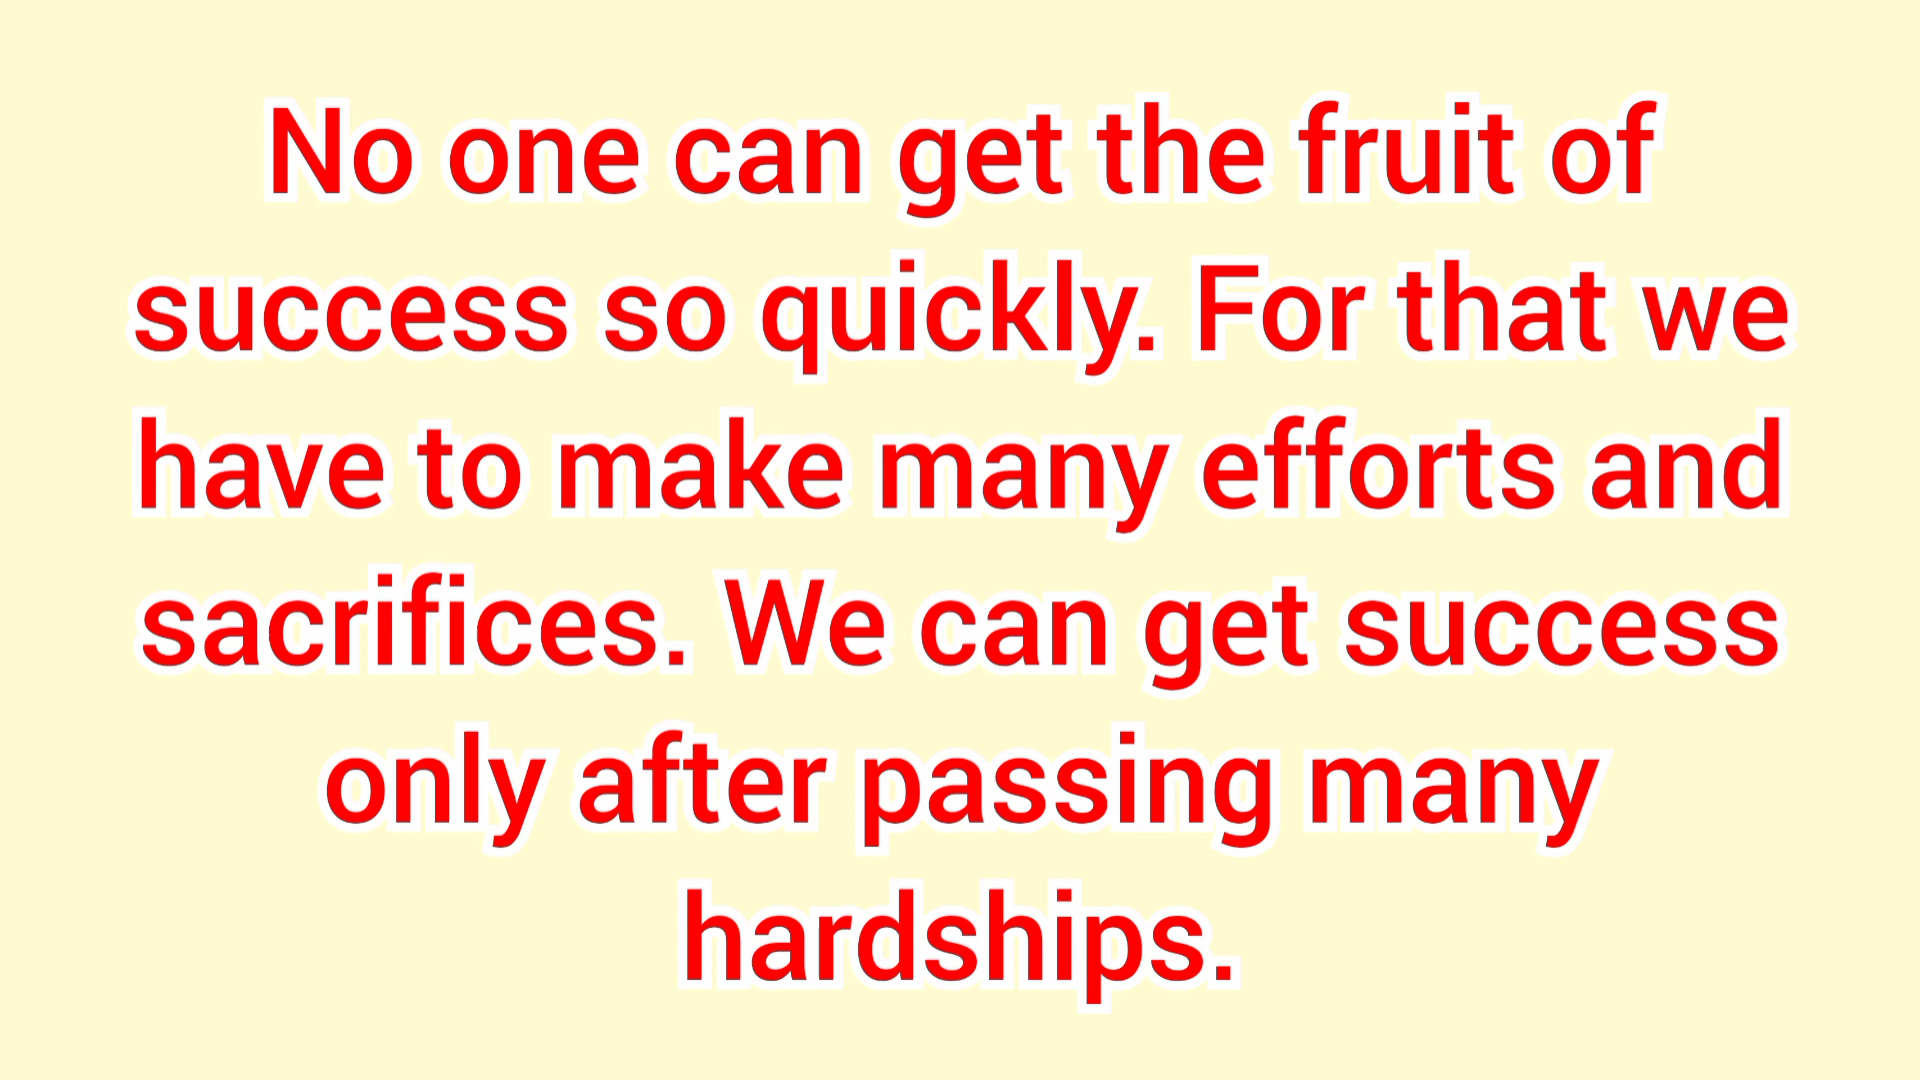 No one can get the fruit of
success so quickly. For that we
have to make many efforts and
sacrifices. We can get success
only after passing many
hardships.